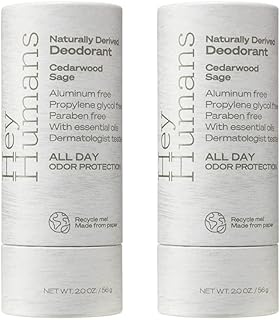 Hey
Humans
Naturally Derived
Deodorant
Cedarwood
Sage
Aluminum free
Propylene glycol free
Paraben free
With essential oils
Dermatologist tested
ALL DAY
ODOR PROTECTION
Recycle me!
Made from paper
NET WT. 2.0 OZ / 56g
Hey
Humans
Naturally Derived
Deodorant
Cedarwood
Sage
Aluminum free
Propylene glycol free
Paraben free
With essential oils
Dermatologist tested
ALL DAY
ODOR PROTECTION
Recycle me!
Made from paper
NET WT. 2.0 OZ / 56g